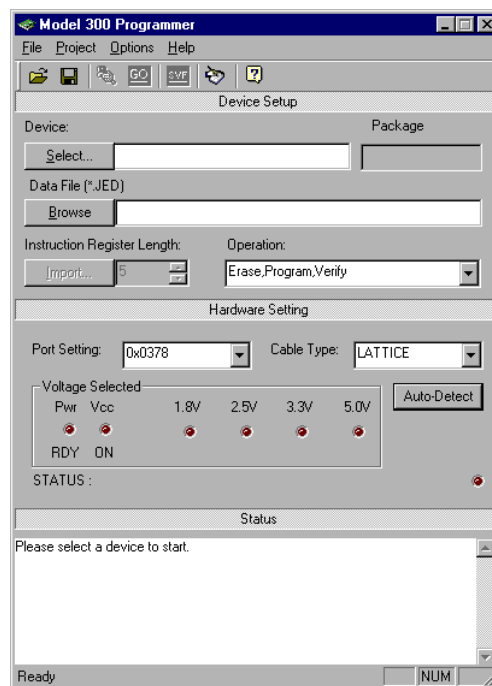 Model 300 Programmer
File Project Options Help
GO SVF ?
Device Setup
Device: Package
Select...
Data File (*.JED)
Browse
Instruction Register Length: Operation:
Import... 5 Erase,Program,Verify
Hardware Setting
Port Setting: 0x0378 Cable Type: LATTICE
Voltage Selected
Auto-Detect
Pwr Vcc 1.8V 2.5V 3.3V 5.0V
RDY ON
STATUS :
Status
Please select a device to start.
Ready NUM